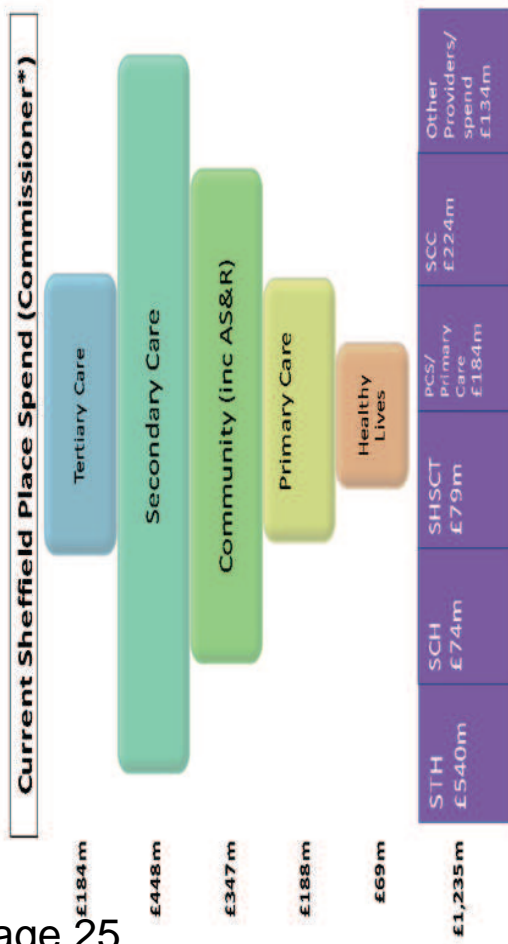 Current Sheffield Place Spend (Commissioner*)
£184m
Tertiary Care
£448m
Secondary Care
£347m
Community (inc AS&R)
£188m
Primary Care
£69m
Healthy
Lives
£1,235m
STH
£540m
SCH
£74m
SHSCT
£79m
PCS/
Primary
Care
£184m
SCC
£224m
Other
Providers/
spend
£134m
age 25